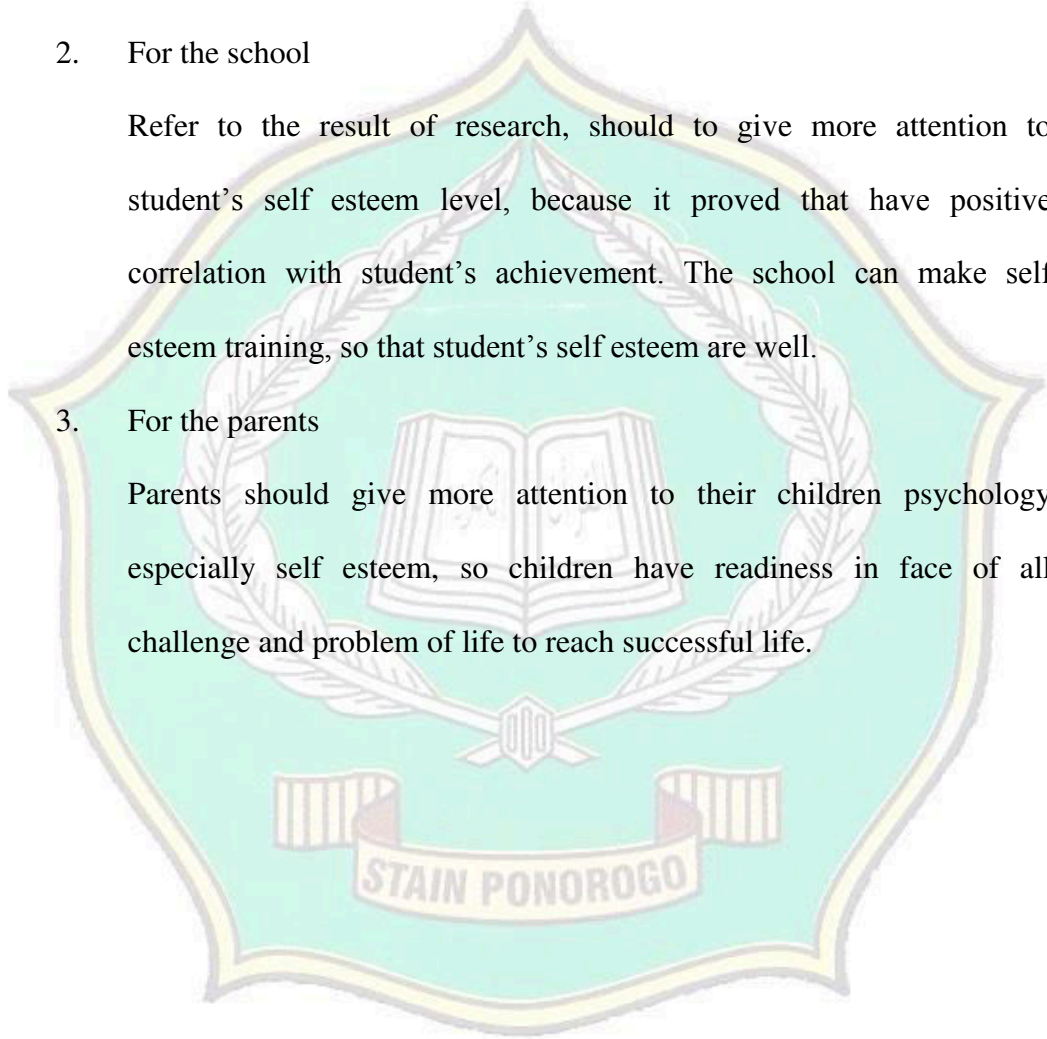 2. For the school
Refer to the result of research, should to give more attention to
student’s self esteem level, because it proved that have positive
correlation with student’s achievement. The school can make self
esteem training, so that student’s self esteem are well.
3. For the parents
Parents should give more attention to their children psychology
especially self esteem, so children have readiness in face of all
challenge and problem of life to reach successful life.
STAIN PONOROGO